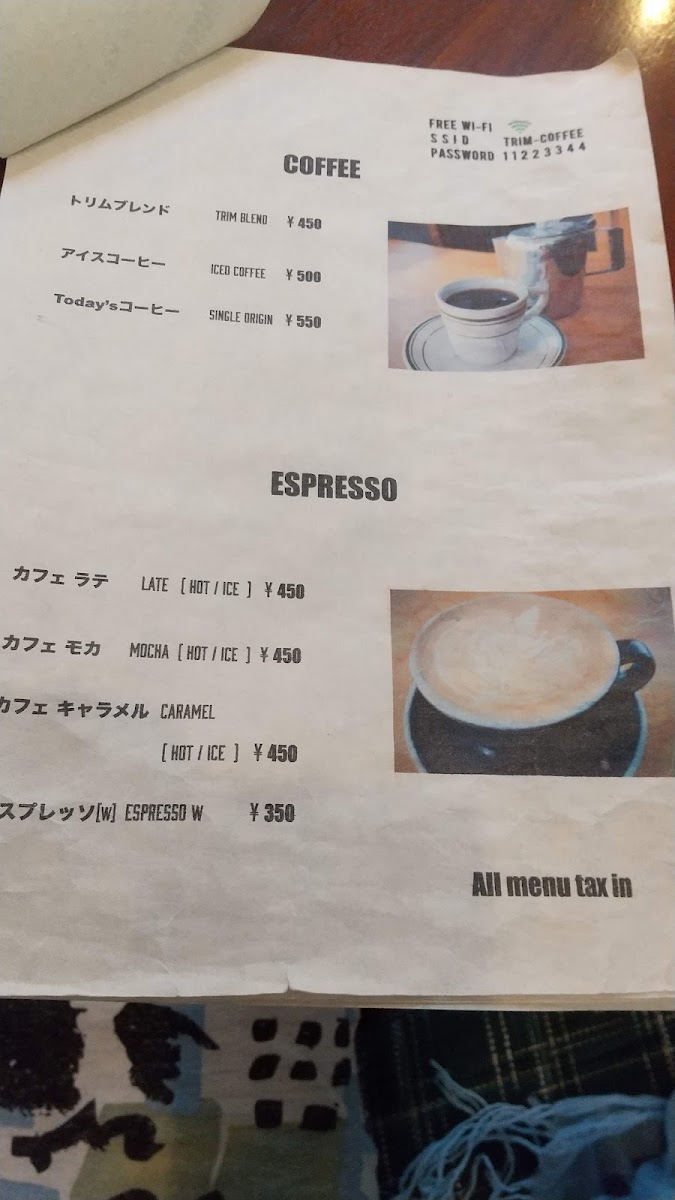 FREE WI-FI
SSID TRIM-COFFEE
PASSWORD 11223344
COFFEE
トリムブレンド TRIM BLEND ¥450
アイスコーヒー ICED COFFEE ¥500
Today'sコーヒー SINGLE ORIGIN ¥550
ESPRESSO
カフェ ラテ LATE [ HOT / ICE ] ¥450
カフェ モカ MOCHA [ HOT / ICE ] ¥450
カフェ キャラメル CARAMEL
[ HOT / ICE ] ¥450
スプレッソ[W] ESPRESSO W ¥350
All menu tax in